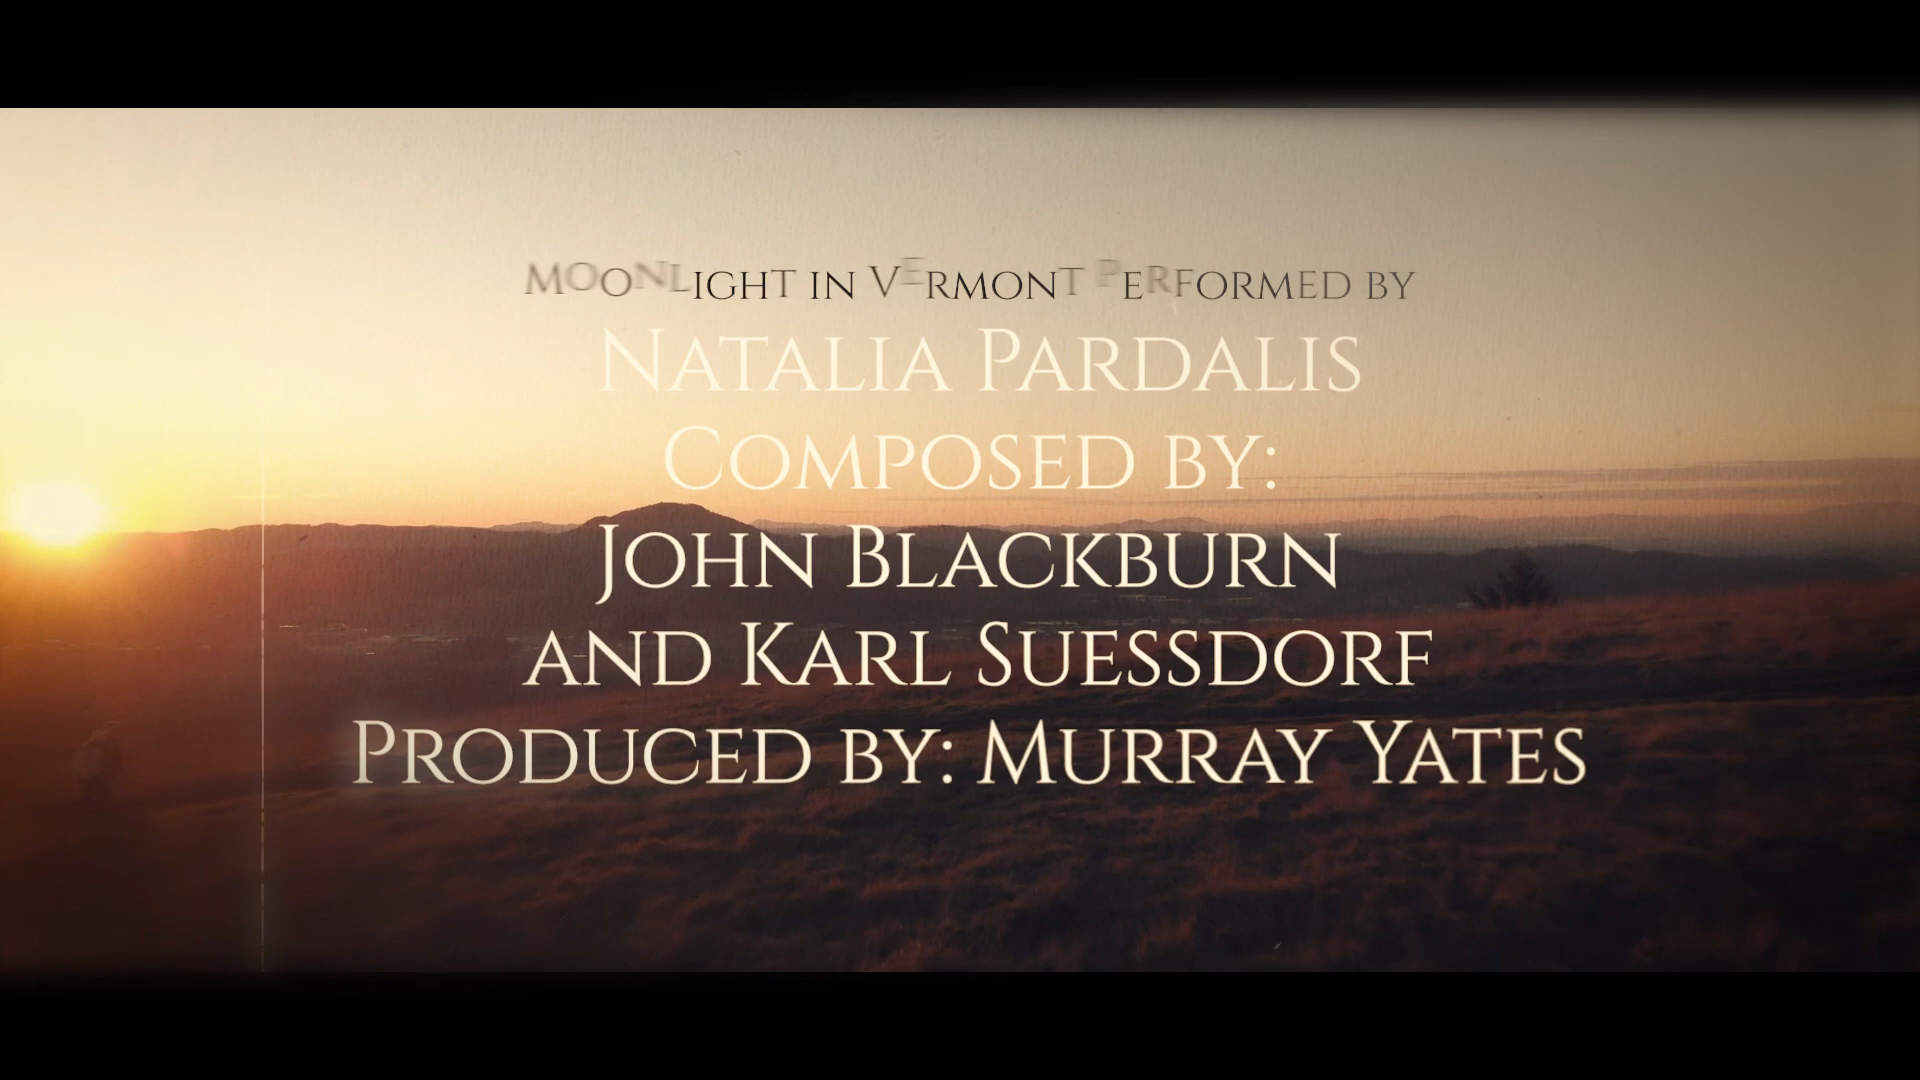 Moonlight in Vermont Performed by
Natalia Pardalis
Composed by:
John Blackburn
and Karl Suessdorf
Produced by: Murray Yates